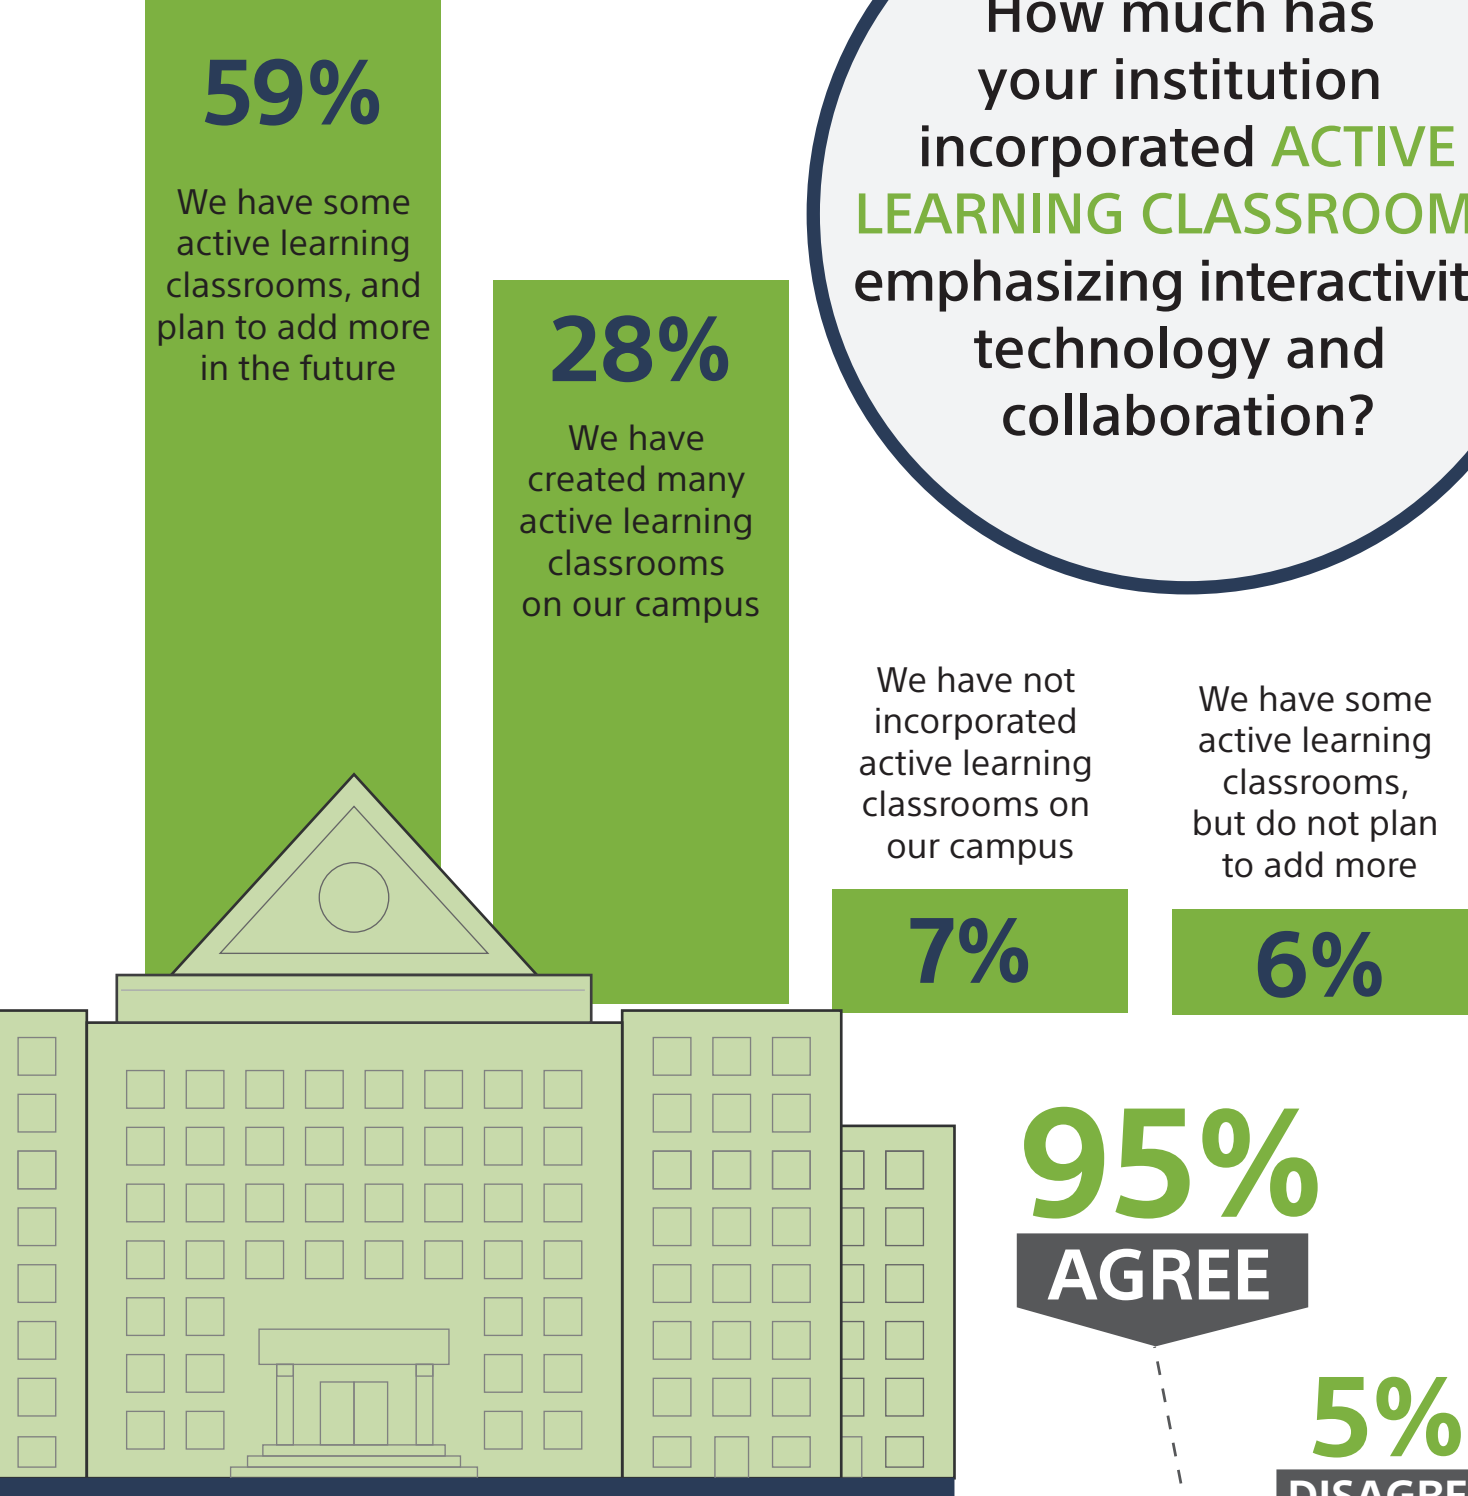 How much has
your institution
incorporated ACTIVE
LEARNING CLASSROOM
emphasizing interactivit
technology and
collaboration?
59%
We have some
active learning
classrooms, and
plan to add more
in the future
28%
We have
created many
active learning
classrooms
on our campus
We have not
incorporated
active learning
classrooms on
our campus
7%
We have some
active learning
classrooms,
but do not plan
to add more
6%
95%
AGREE
5%
DISAGRE